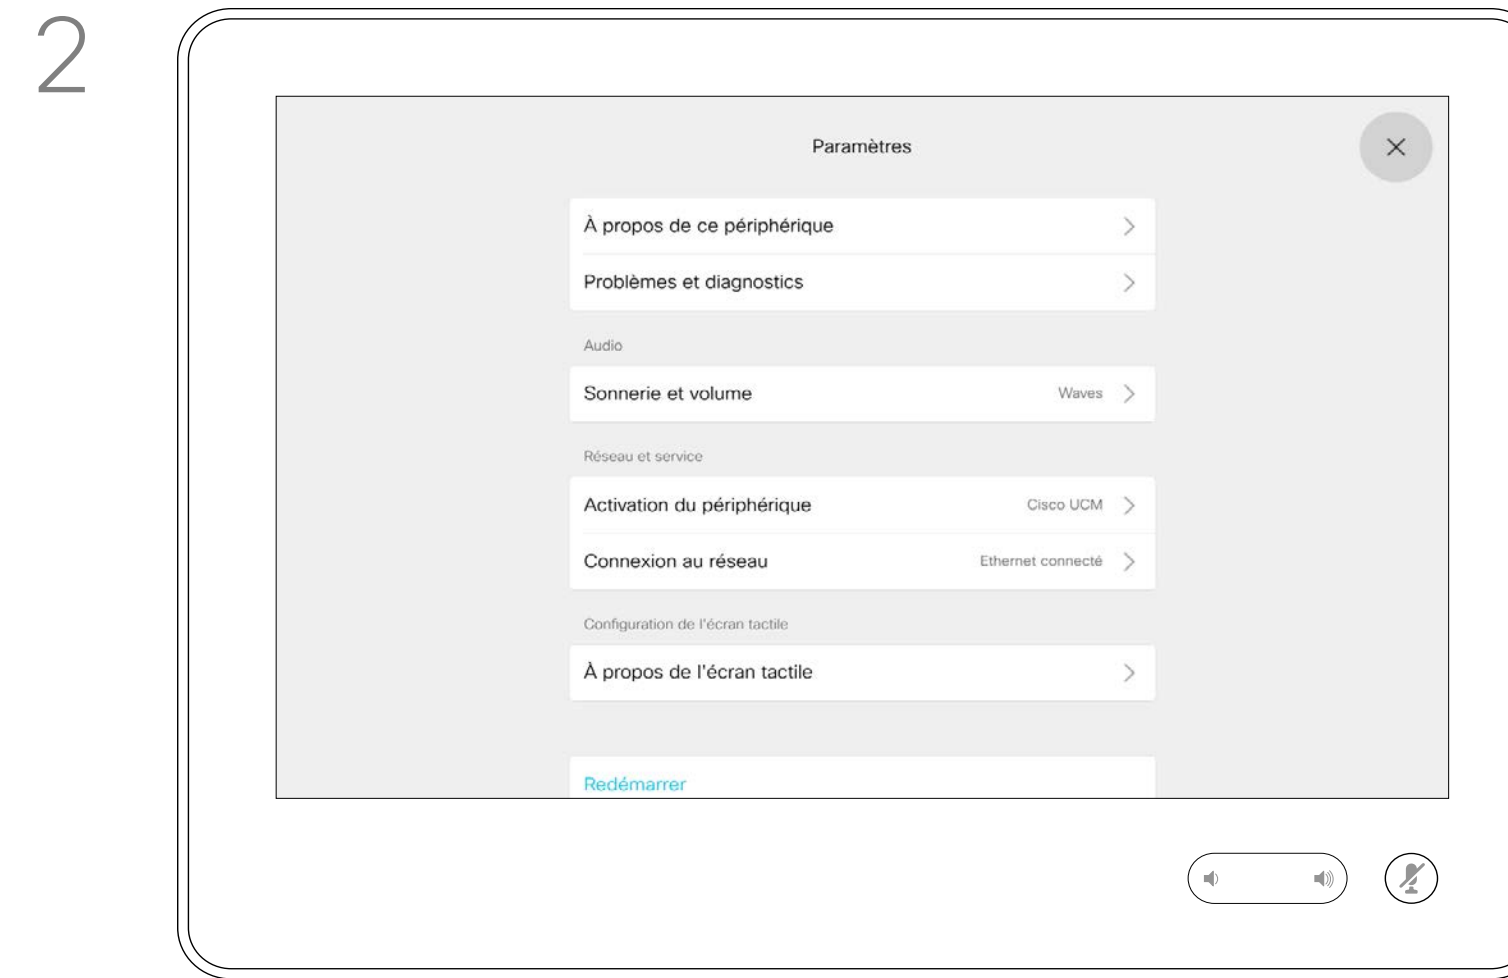 2
Paramètres
À propos de ce périphérique
Problèmes et diagnostics
Audio
Sonnerie et volume Waves
Réseau et service
Activation du périphérique Cisco UCM
Connexion au réseau Ethernet connecté
Configuration de l'écran tactile
À propos de l'écran tactile
Redémarrer